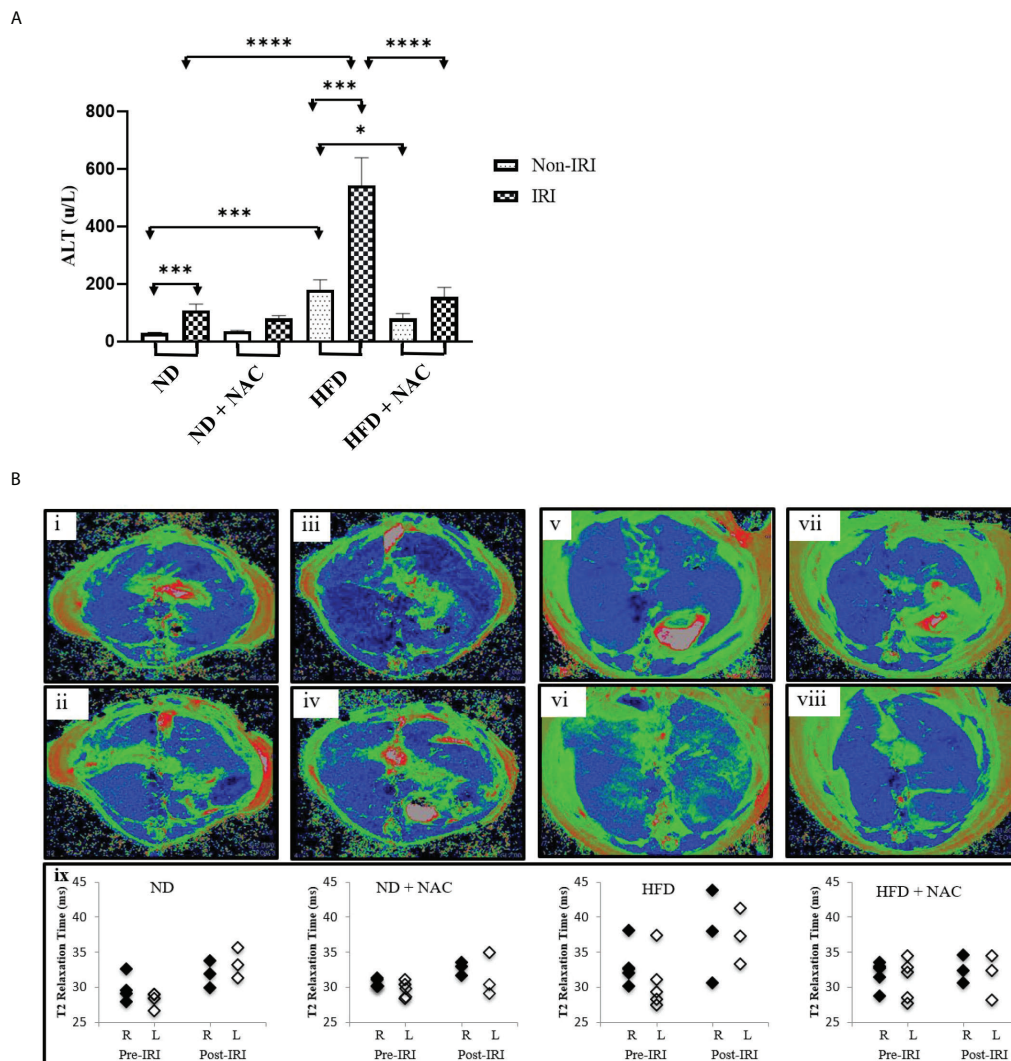 A
****
****
***
*
***
***
800
600
400
200
0
ALT (u/L)
Non-IRI
IRI
ND
ND + NAC
HFD
HFD + NAC
B
i
iii
v
vii
ii
iv
vi
viii
ix
ND
T2 Relaxation Time (ms)
45
40
35
30
25
R L R L
Pre-IRI Post-IRI
ND + NAC
T2 Relaxation Time (ms)
45
40
35
30
25
R L R L
Pre-IRI Post-IRI
HFD
T2 Relaxation Time (ms)
45
40
35
30
25
R L R L
Pre-IRI Post-IRI
HFD + NAC
T2 Relaxation Time (ms)
45
40
35
30
25
R L R L
Pre-IRI Post-IRI